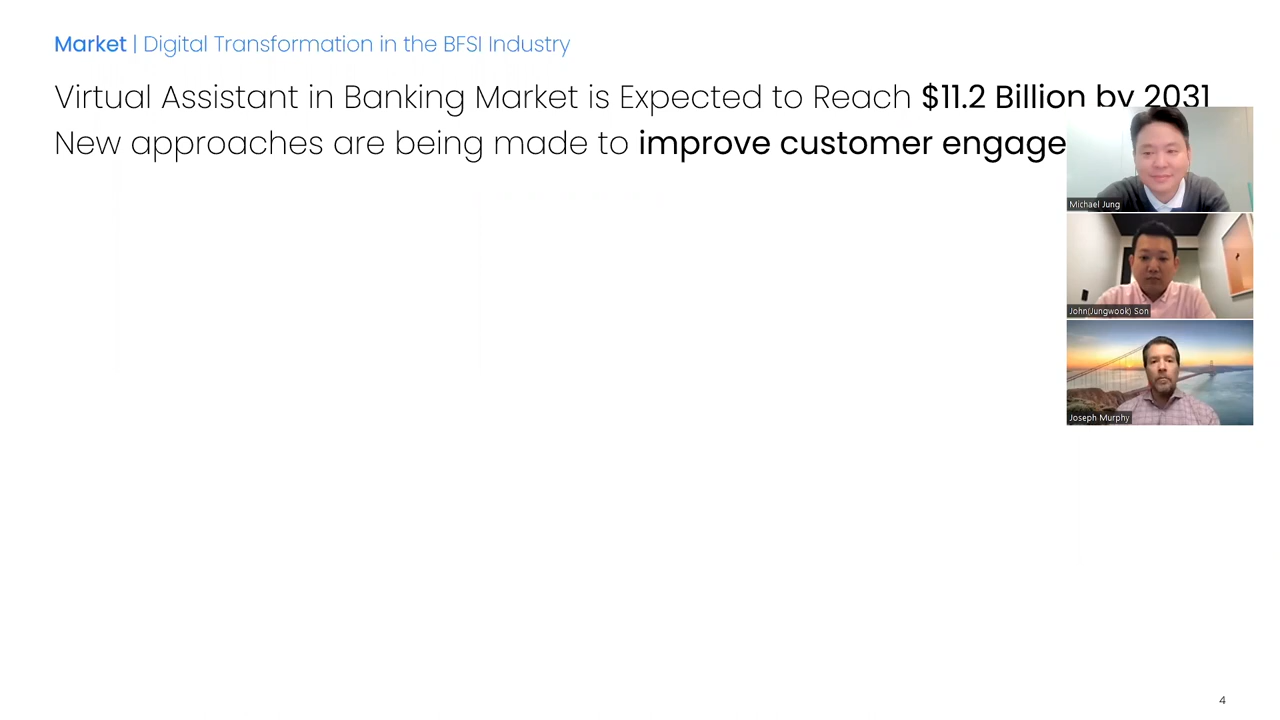 Market | Digital Transformation in the BFSI Industry
Virtual Assistant in Banking Market is Expected to Reach $11.2 Billion by 2031
New approaches are being made to improve customer engage
Michael Jung
John(Jungwook) Son
Joseph Murphy
4